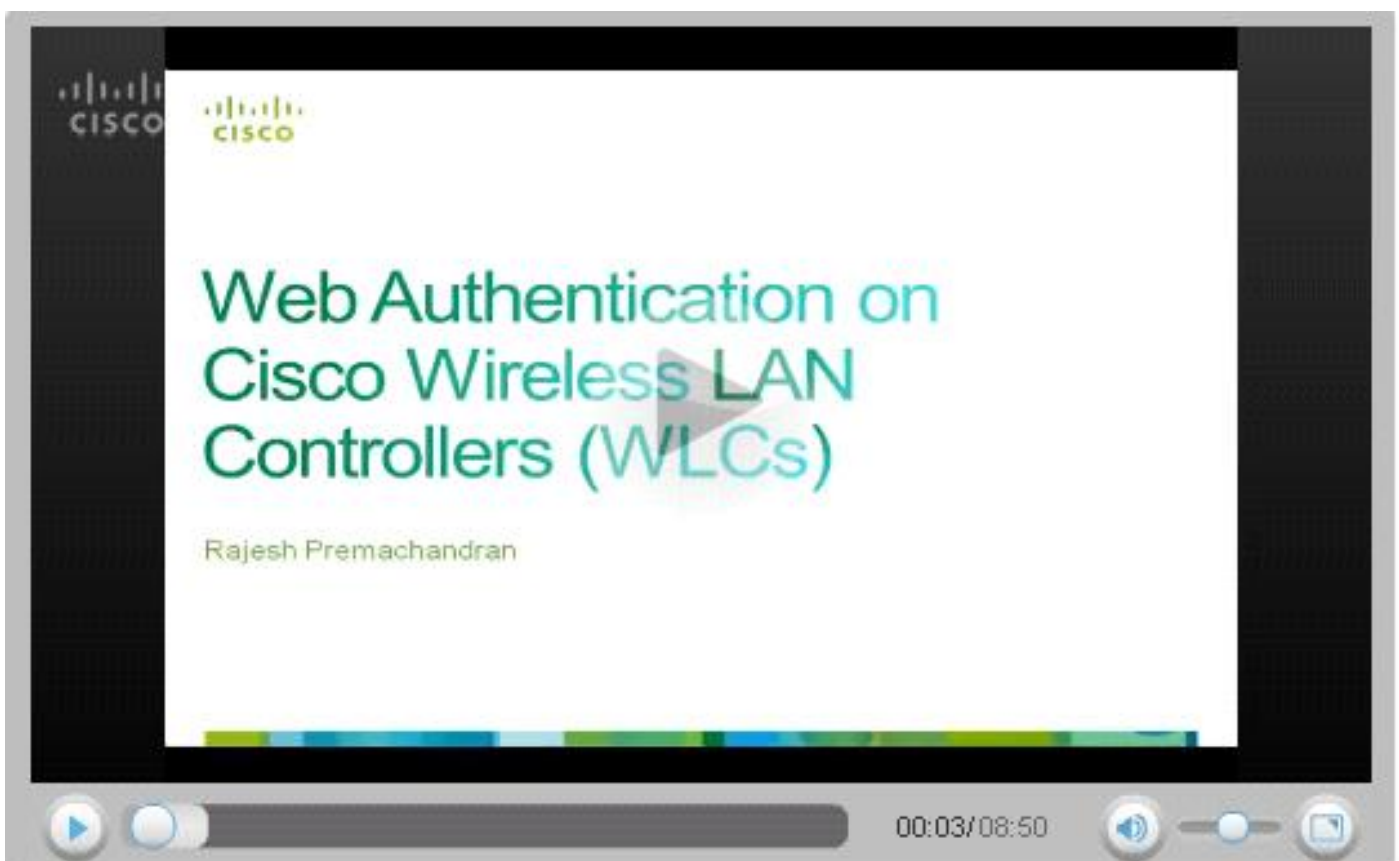 CISCO
CISCO
Web Authentication on
Cisco Wireless LAN
Controllers (WLCs)
Rajesh Premachandran
00:03/08:50